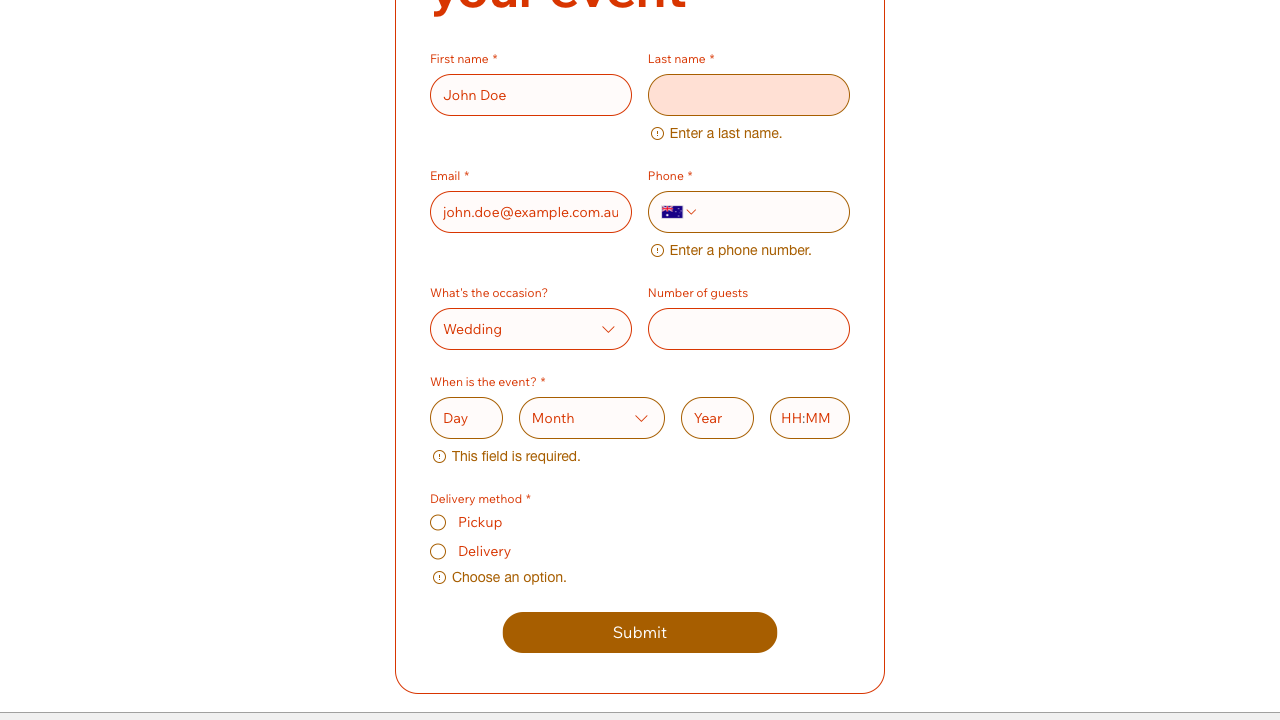 your event
First name *
Last name *
John Doe
Enter a last name.
Email *
Phone *
john.doe@example.com.au
Enter a phone number.
What's the occasion?
Number of guests
Wedding
When is the event? *
Day
Month
Year
HH:MM
This field is required.
Delivery method *
Pickup
Delivery
Choose an option.
Submit